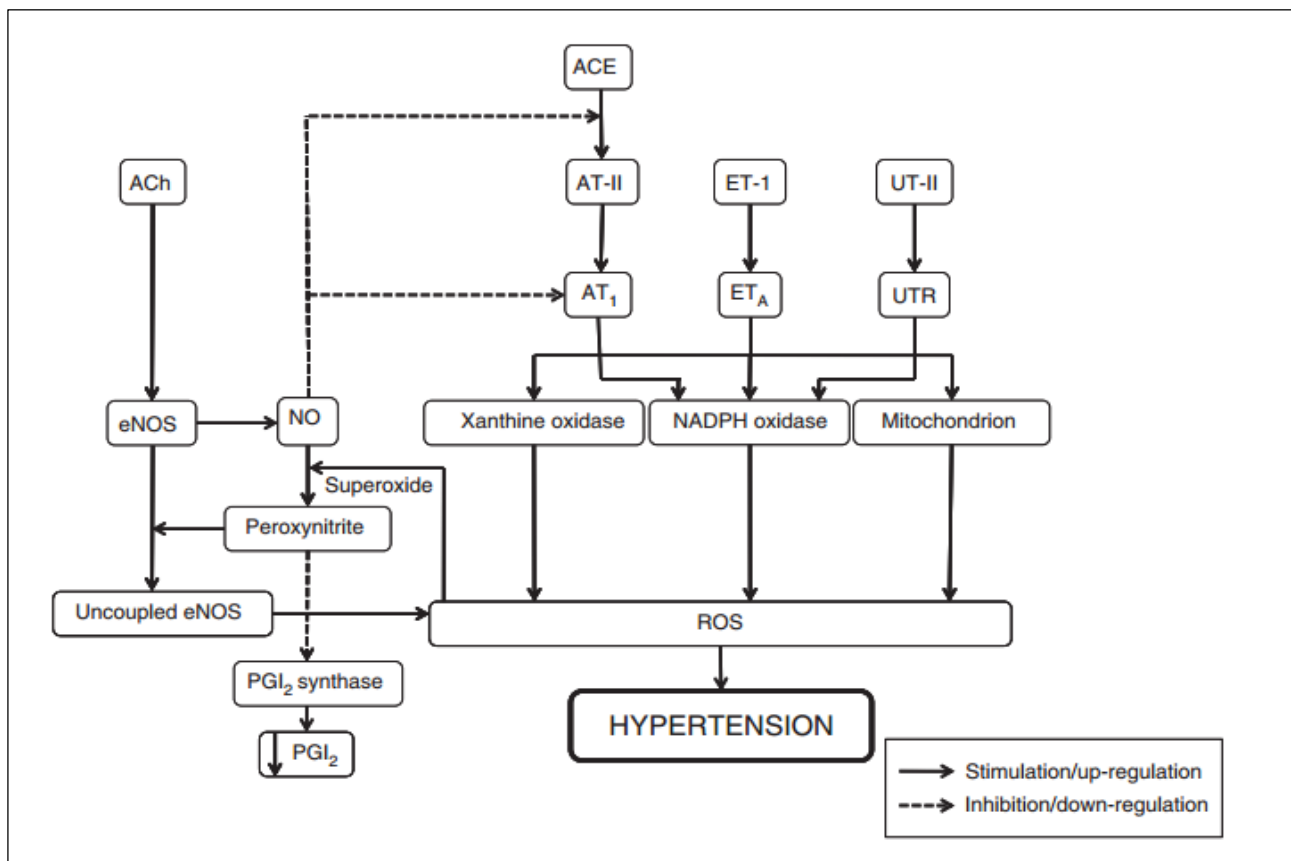 ACE
ACh
AT-II
ET-1
UT-II
AT₁
ET_A
UTR
eNOS
NO
Xanthine oxidase
NADPH oxidase
Mitochondrion
Superoxide
Peroxynitrite
Uncoupled eNOS
ROS
PGI₂ synthase
HYPERTENSION
PGI₂
Stimulation/up-regulation
Inhibition/down-regulation